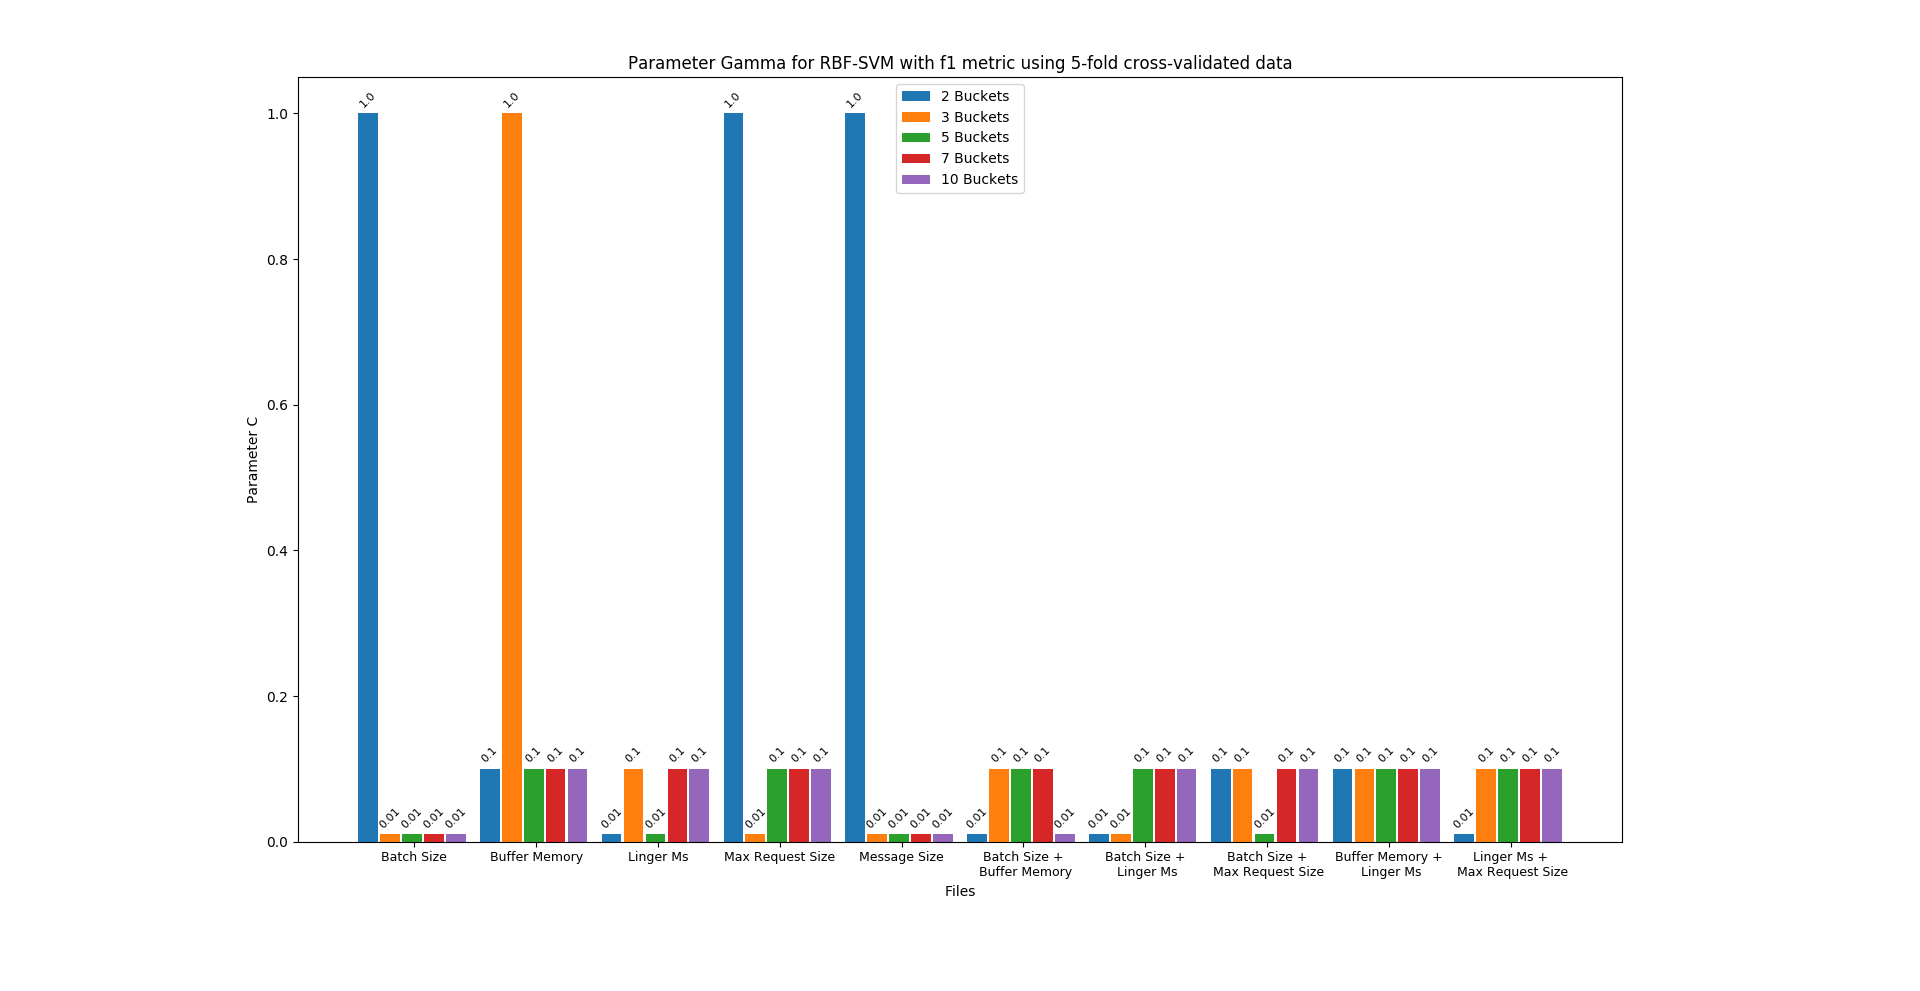 Parameter Gamma for RBF-SVM with f1 metric using 5-fold cross-validated data
2 Buckets
3 Buckets
5 Buckets
7 Buckets
10 Buckets
Parameter C
1.0
0.8
0.6
0.4
0.2
0.0
1.0 0.01 0.01 0.01 0.01
0.1 1.0 0.1 0.1 0.1
0.01 0.1 0.01 0.1 0.1
1.0 0.01 0.1 0.1 0.1
1.0 0.01 0.01 0.01 0.01
0.01 0.1 0.1 0.1 0.01
0.01 0.01 0.1 0.1 0.1
0.1 0.1 0.01 0.1 0.1
0.1 0.1 0.1 0.1 0.1
0.01 0.1 0.1 0.1 0.1
Batch Size
Buffer Memory
Linger Ms
Max Request Size
Message Size
Batch Size +
Buffer Memory
Batch Size +
Linger Ms
Batch Size +
Max Request Size
Buffer Memory +
Linger Ms
Linger Ms +
Max Request Size
Files